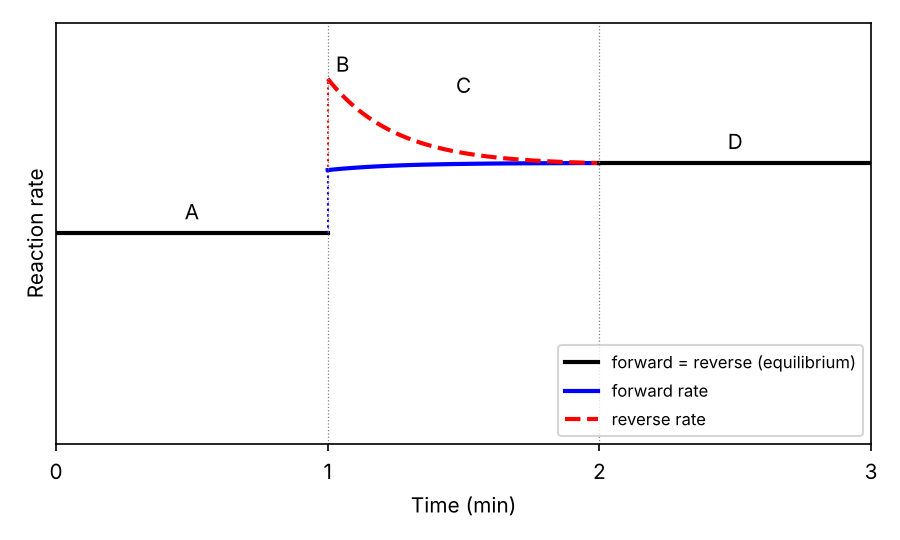 B
C
D
A
Reaction rate
forward = reverse (equilibrium)
forward rate
reverse rate
0
1
2
3
Time (min)